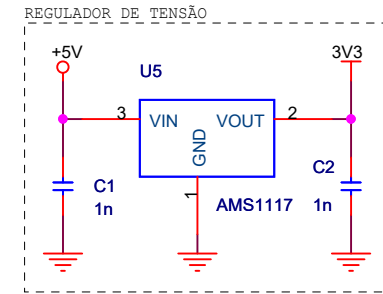 REGULADOR DE TENSÃO
+5V
3V3
U5
3
VIN
VOUT
2
GND
C1
1n
1
AMS1117
C2
1n